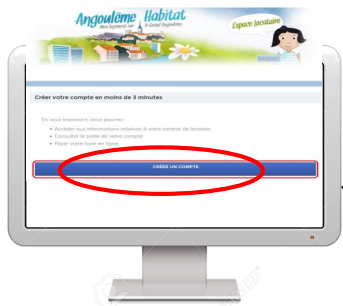 Angoulême Habitat
Espace locataire
Créer votre compte en moins de 3 minutes
En vous inscrivant, vous pourrez :
• Accéder aux informations relatives à votre contrat de location
• Consulter le solde de votre compte
• Payer votre loyer en ligne
CRÉER UN COMPTE